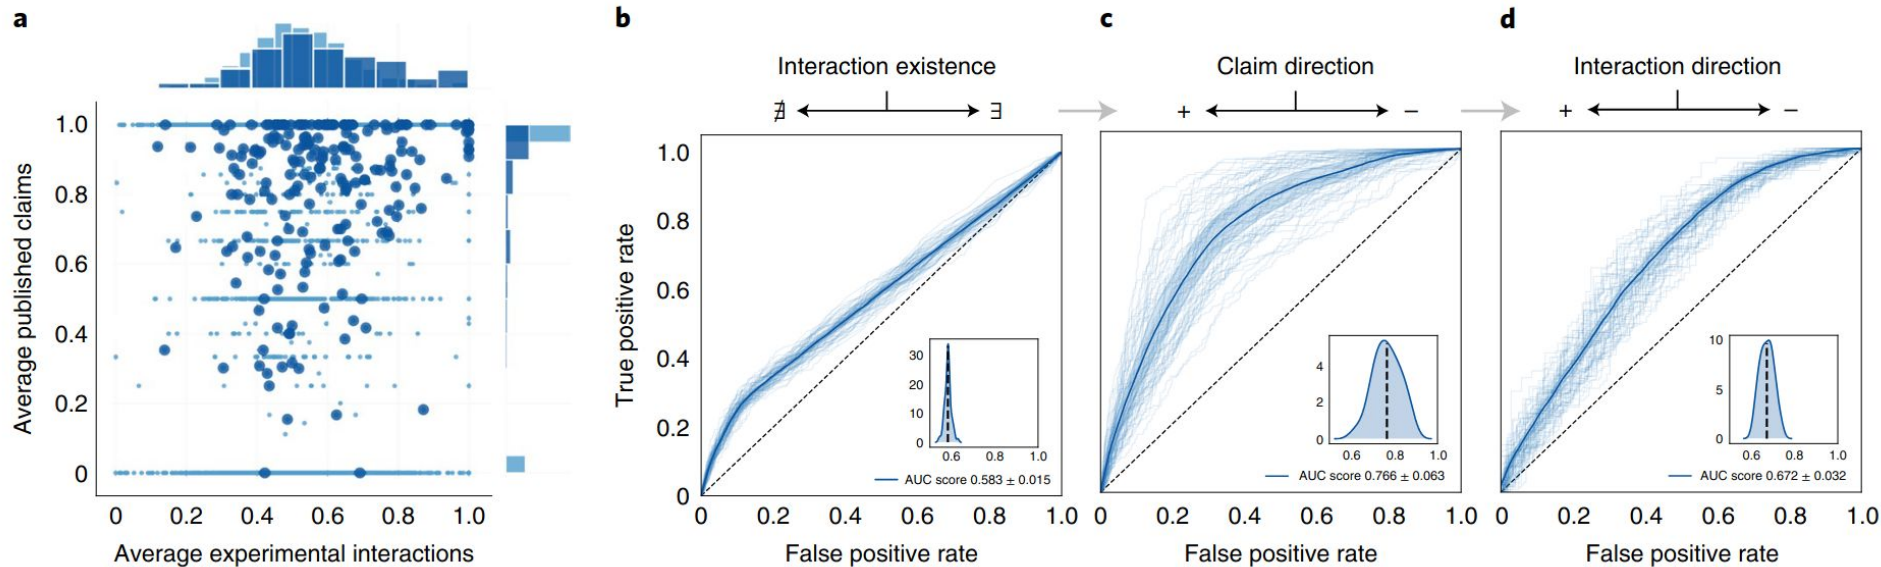 a
Average published claims
1.0
0.8
0.6
0.4
0.2
0
0 0.2 0.4 0.6 0.8 1.0
Average experimental interactions
b
Interaction existence
∄ ∃
True positive rate
1.0
0.8
0.6
0.4
0.2
0
30
20
10
0
0.6 0.8 1.0
AUC score 0.583 ± 0.015
0 0.2 0.4 0.6 0.8 1.0
False positive rate
c
Claim direction
+ −
4
2
0
0.6 0.8 1.0
AUC score 0.766 ± 0.063
0 0.2 0.4 0.6 0.8 1.0
False positive rate
d
Interaction direction
+ −
10
5
0
0.6 0.8 1.0
AUC score 0.672 ± 0.032
0 0.2 0.4 0.6 0.8 1.0
False positive rate